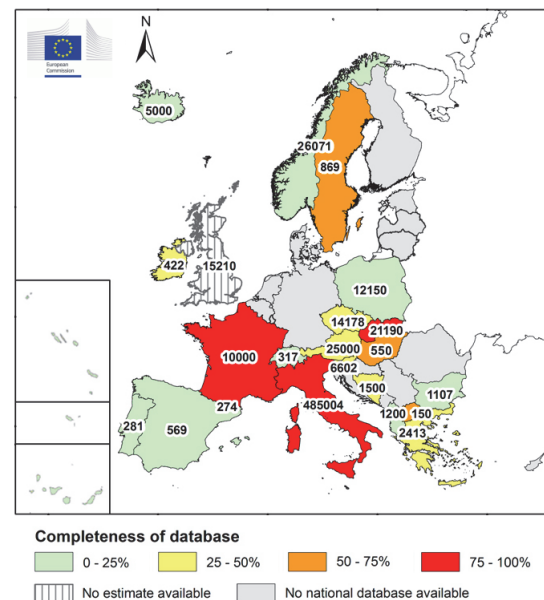 N
European
Commission
5000
26071
869
422
15210
12150
14178
21190
10000
317
25000
550
6602
1500
1107
274
485004
1200
150
281
569
2413
Completeness of database
0 - 25%
25 - 50%
50 - 75%
75 - 100%
No estimate available
No national database available